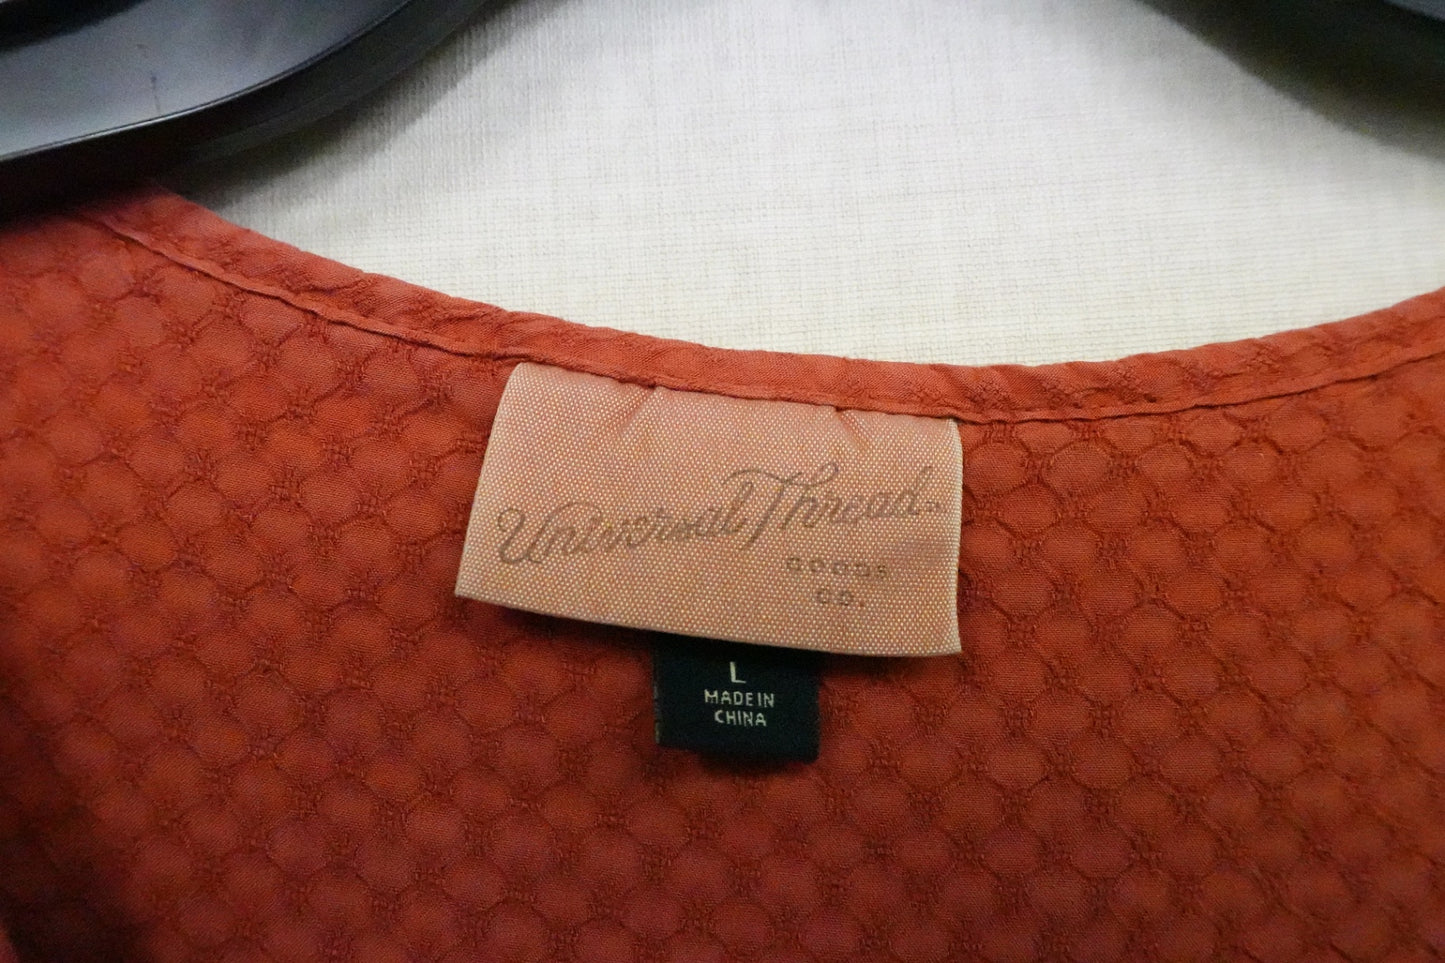 Universal Thread
GOODS
CO.
L
MADE IN
CHINA